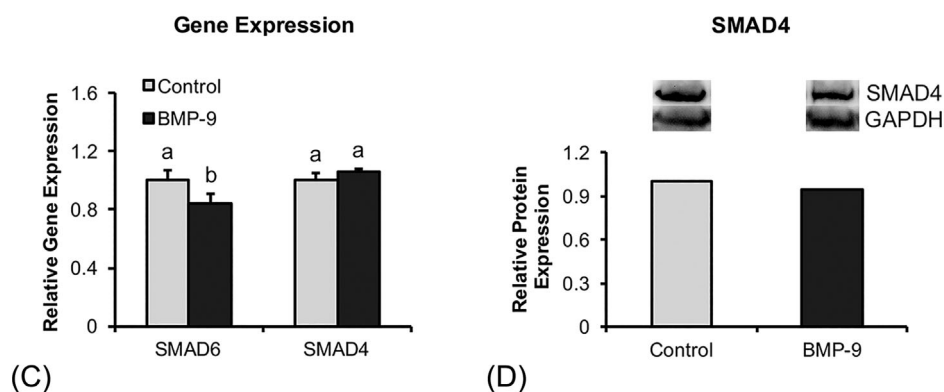 Gene Expression
Control
BMP-9
Relative Gene Expression
1.6
1.2
0.8
0.4
0
a
b
a
a
SMAD6
SMAD4
(C)
SMAD4
SMAD4
GAPDH
Relative Protein
Expression
1.2
0.9
0.6
0.3
0
Control
BMP-9
(D)